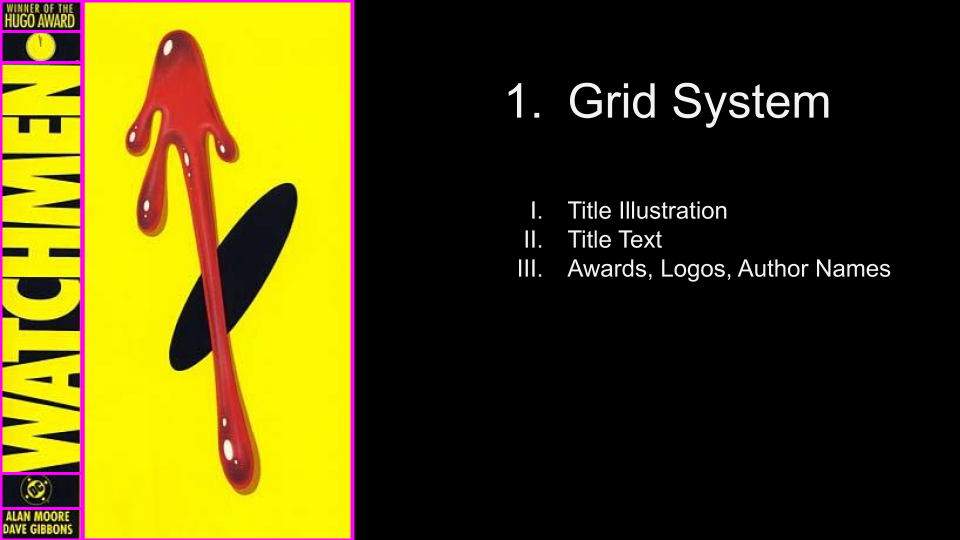 WINNER OF THE
HUGO AWARD
WATCHMEN
DC
ALAN MOORE
DAVE GIBBONS
1. Grid System
I. Title Illustration
II. Title Text
III. Awards, Logos, Author Names